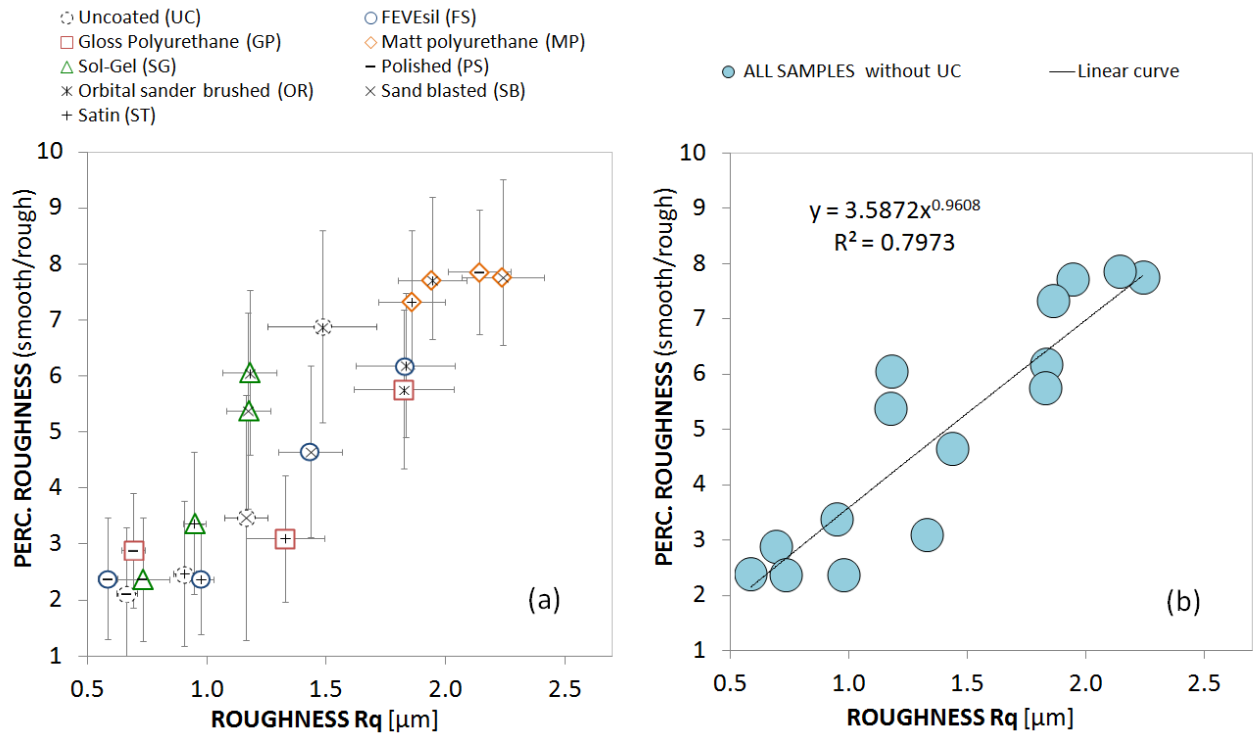 Uncoated (UC) FEVEsil (FS)
Gloss Polyurethane (GP) Matt polyurethane (MP)
Sol-Gel (SG) Polished (PS)
Orbital sander brushed (OR) Sand blasted (SB)
Satin (ST)
10
9
8
7
6
5
4
3
2
1
PERC. ROUGHNESS (smooth/rough)
(a)
0.5 1.0 1.5 2.0 2.5
ROUGHNESS Rq [µm]
ALL SAMPLES without UC Linear curve
10
9
8
7
6
5
4
3
2
1
PERC. ROUGHNESS (smooth/rough)
y = 3.5872x^0.9608
R² = 0.7973
(b)
0.5 1.0 1.5 2.0 2.5
ROUGHNESS Rq [µm]